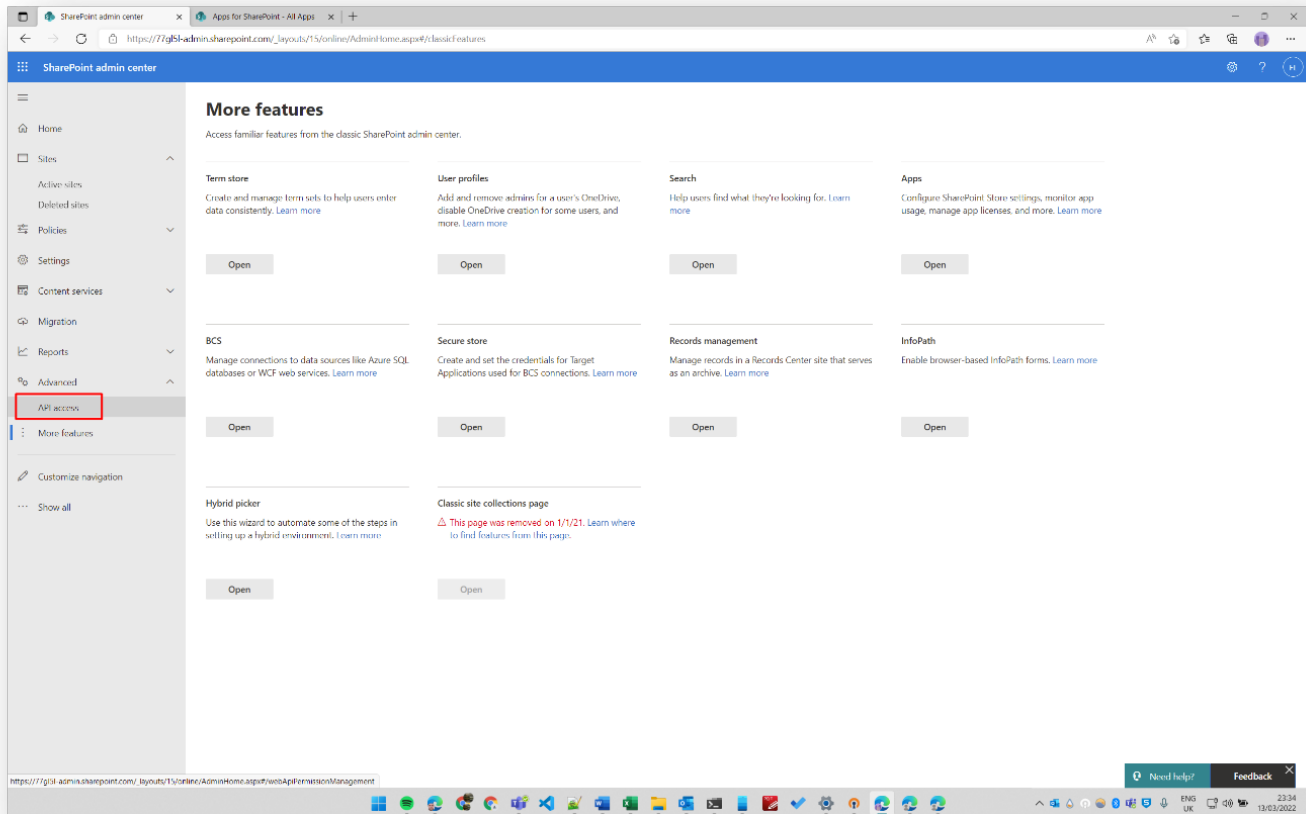 SharePoint admin center
Apps for SharePoint - All Apps
https://77gl5l-admin.sharepoint.com/_layouts/15/online/AdminHome.aspx#/classicFeatures
SharePoint admin center
H
Home
Sites
Active sites
Deleted sites
Policies
Settings
Content services
Migration
Reports
Advanced
API access
More features
Customize navigation
Show all
More features
Access familiar features from the classic SharePoint admin center.
Term store
Create and manage term sets to help users enter
data consistently. Learn more
Open
User profiles
Add and remove admins for a user's OneDrive,
disable OneDrive creation for some users, and
more. Learn more
Open
Search
Help users find what they're looking for. Learn
more
Open
Apps
Configure SharePoint Store settings, monitor app
usage, manage app licenses, and more. Learn more
Open
BCS
Manage connections to data sources like Azure SQL
databases or WCF web services. Learn more
Open
Secure store
Create and set the credentials for Target
Applications used for BCS connections. Learn more
Open
Records management
Manage records in a Records Center site that serves
as an archive. Learn more
Open
InfoPath
Enable browser-based InfoPath forms. Learn more
Open
Hybrid picker
Use this wizard to automate some of the steps in
setting up a hybrid environment. Learn more
Open
Classic site collections page
This page was removed on 1/1/21. Learn where
to find features from this page.
Open
https://77gl5l-admin.sharepoint.com/_layouts/15/online/AdminHome.aspx#/webApiPermissionManagement
Need help?
Feedback
ENG
UK
23:34
13/03/2022